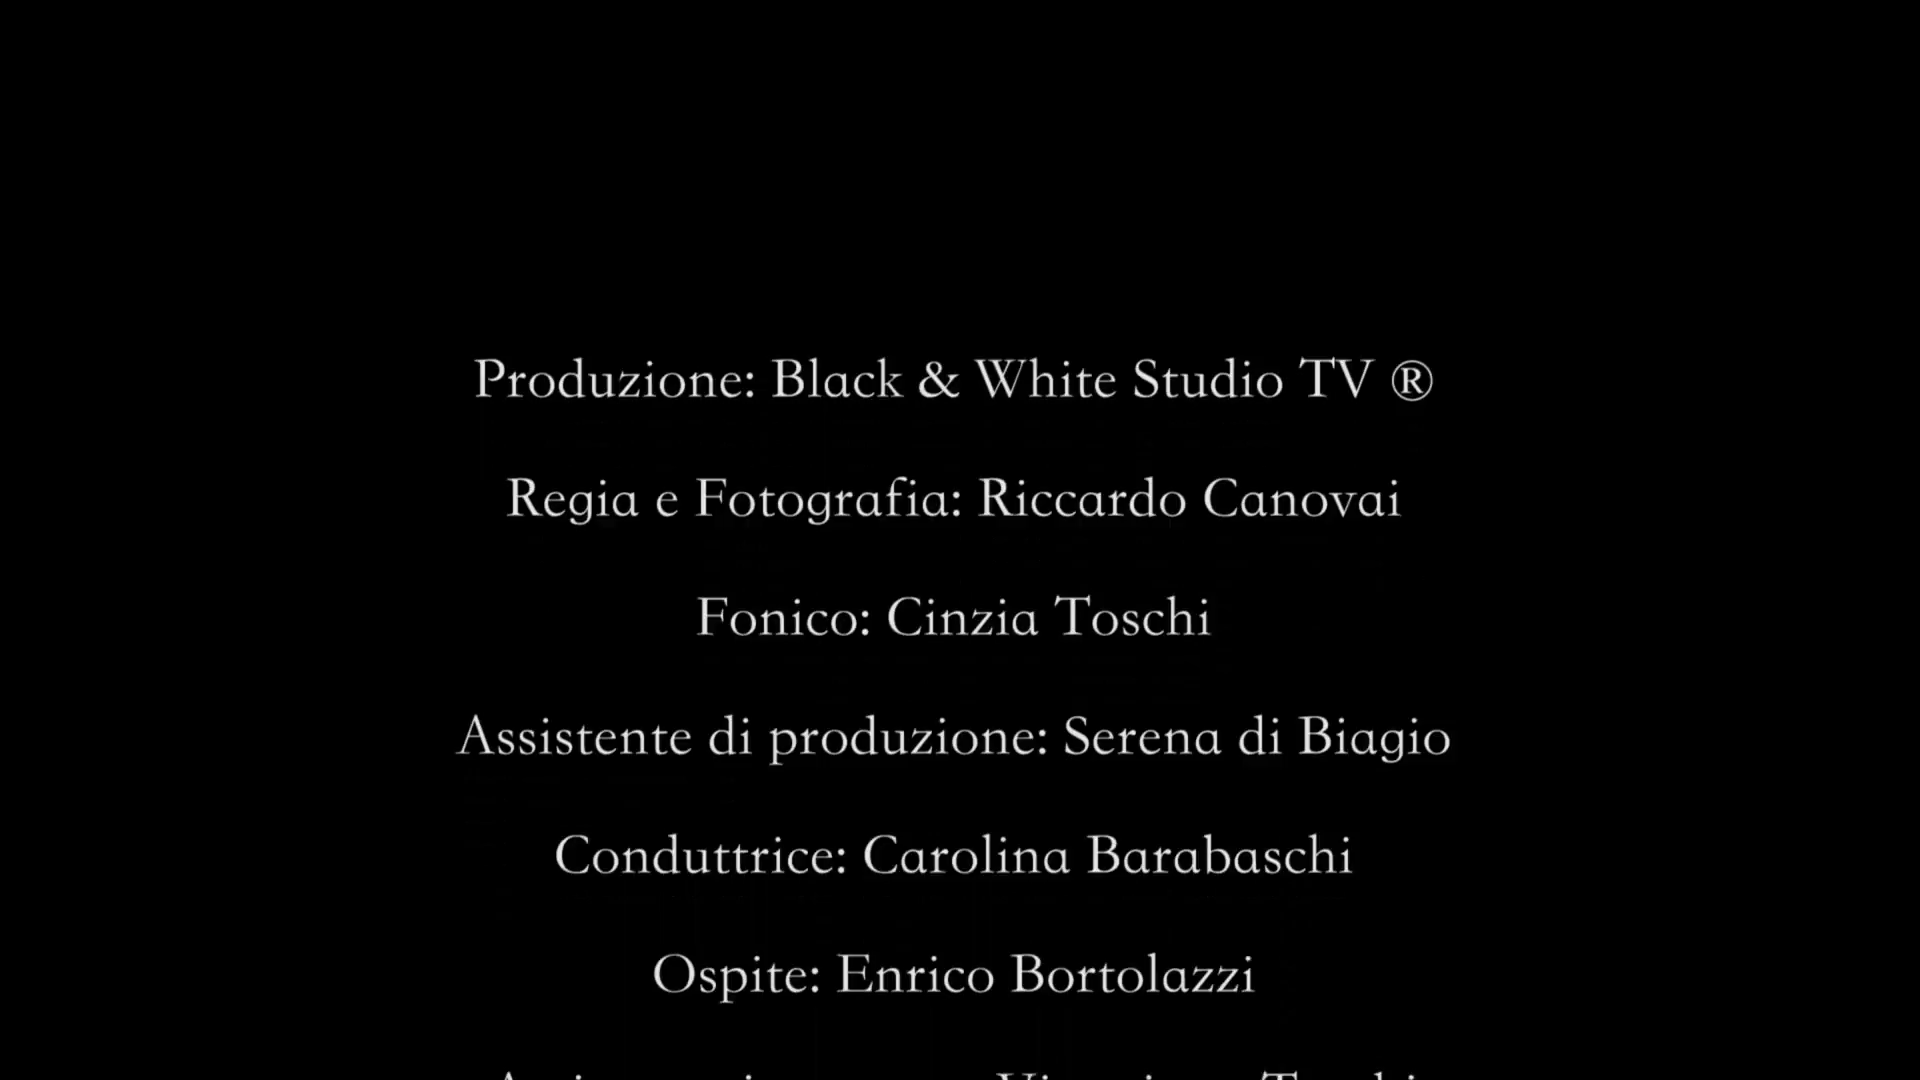 Produzione: Black & White Studio TV ®
Regia e Fotografia: Riccardo Canovai
Fonico: Cinzia Toschi
Assistente di produzione: Serena di Biagio
Conduttrice: Carolina Barabaschi
Ospite: Enrico Bortolazzi